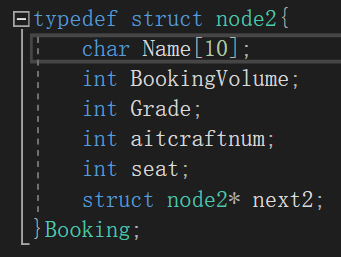 typedef struct node2{
char Name[10];
int BookingVolume;
int Grade;
int aitcraftnum;
int seat;
struct node2* next2;
}Booking;